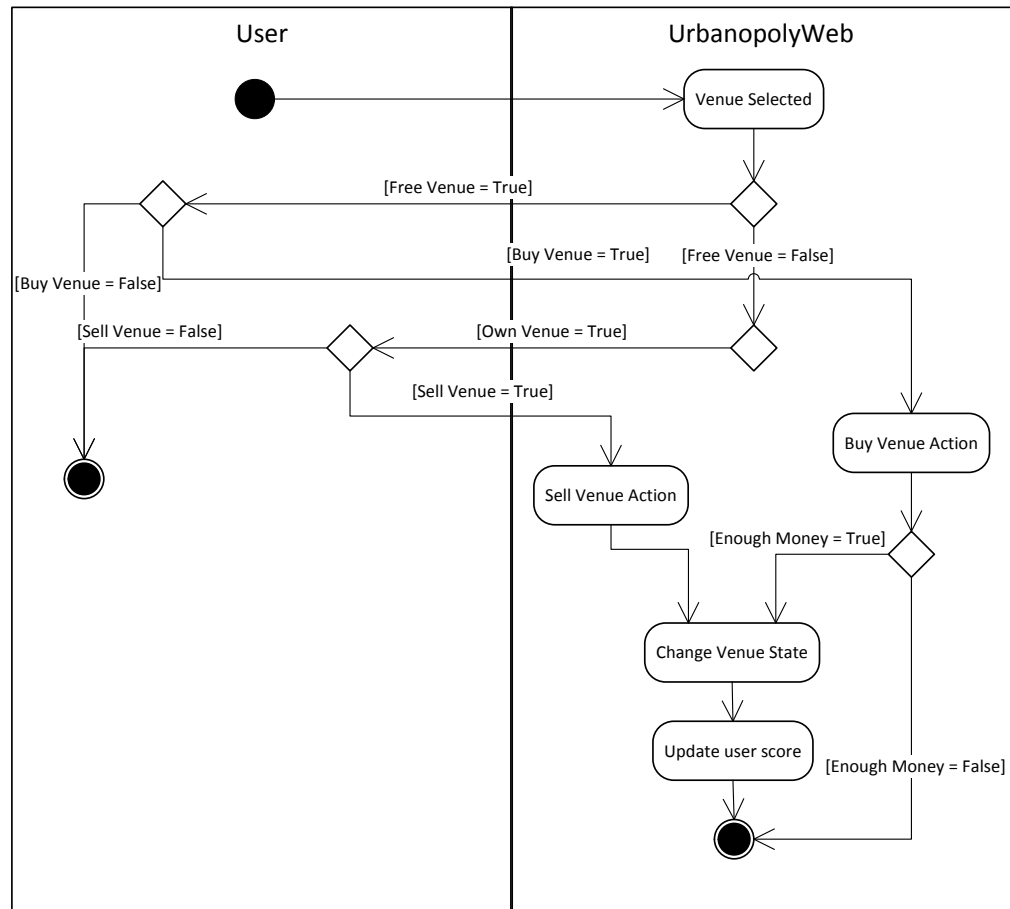 User
UrbanopolyWeb
Venue Selected
[Free Venue = True]
[Buy Venue = True]
[Free Venue = False]
[Buy Venue = False]
[Sell Venue = False]
[Own Venue = True]
[Sell Venue = True]
Buy Venue Action
Sell Venue Action
[Enough Money = True]
Change Venue State
Update user score
[Enough Money = False]